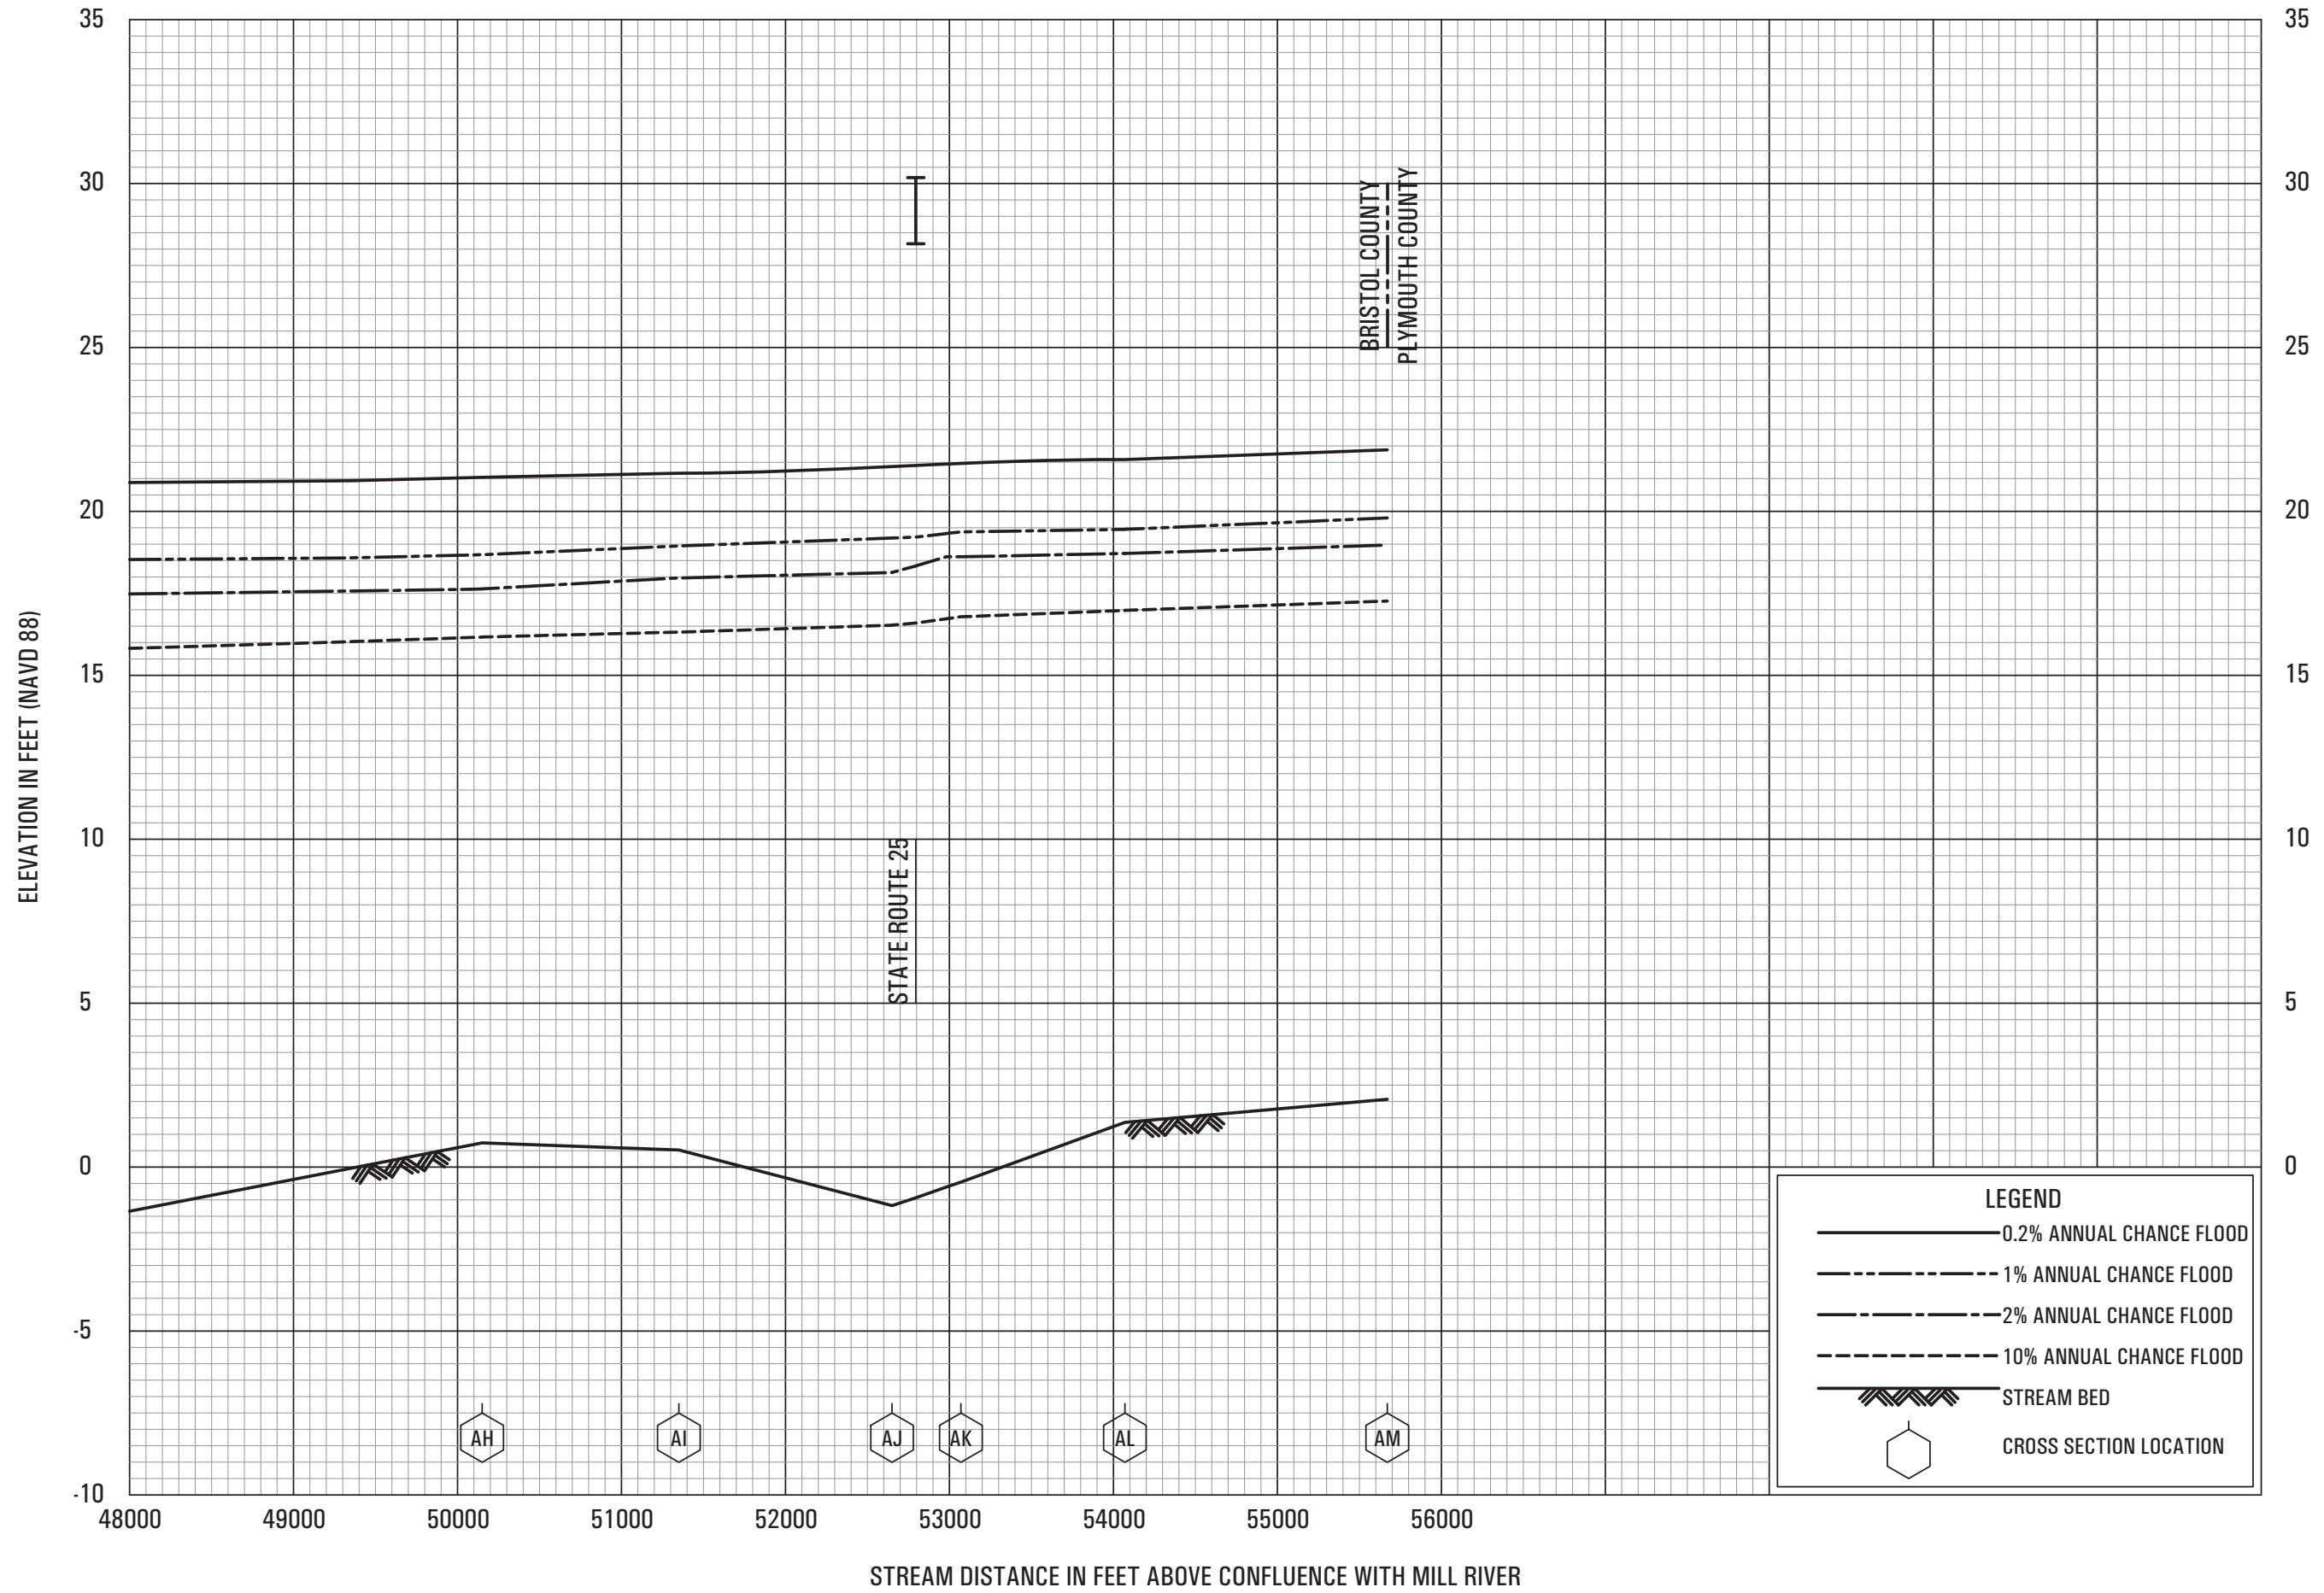 35
35
30
30
25
25
20
20
15
15
10
10
5
5
0
0
-5
-10
ELEVATION IN FEET (NAVD 88)
BRISTOL COUNTY
PLYMOUTH COUNTY
STATE ROUTE 25
AH
AI
AJ
AK
AL
AM
48000
49000
50000
51000
52000
53000
54000
55000
56000
STREAM DISTANCE IN FEET ABOVE CONFLUENCE WITH MILL RIVER
LEGEND
0.2% ANNUAL CHANCE FLOOD
1% ANNUAL CHANCE FLOOD
2% ANNUAL CHANCE FLOOD
10% ANNUAL CHANCE FLOOD
STREAM BED
CROSS SECTION LOCATION